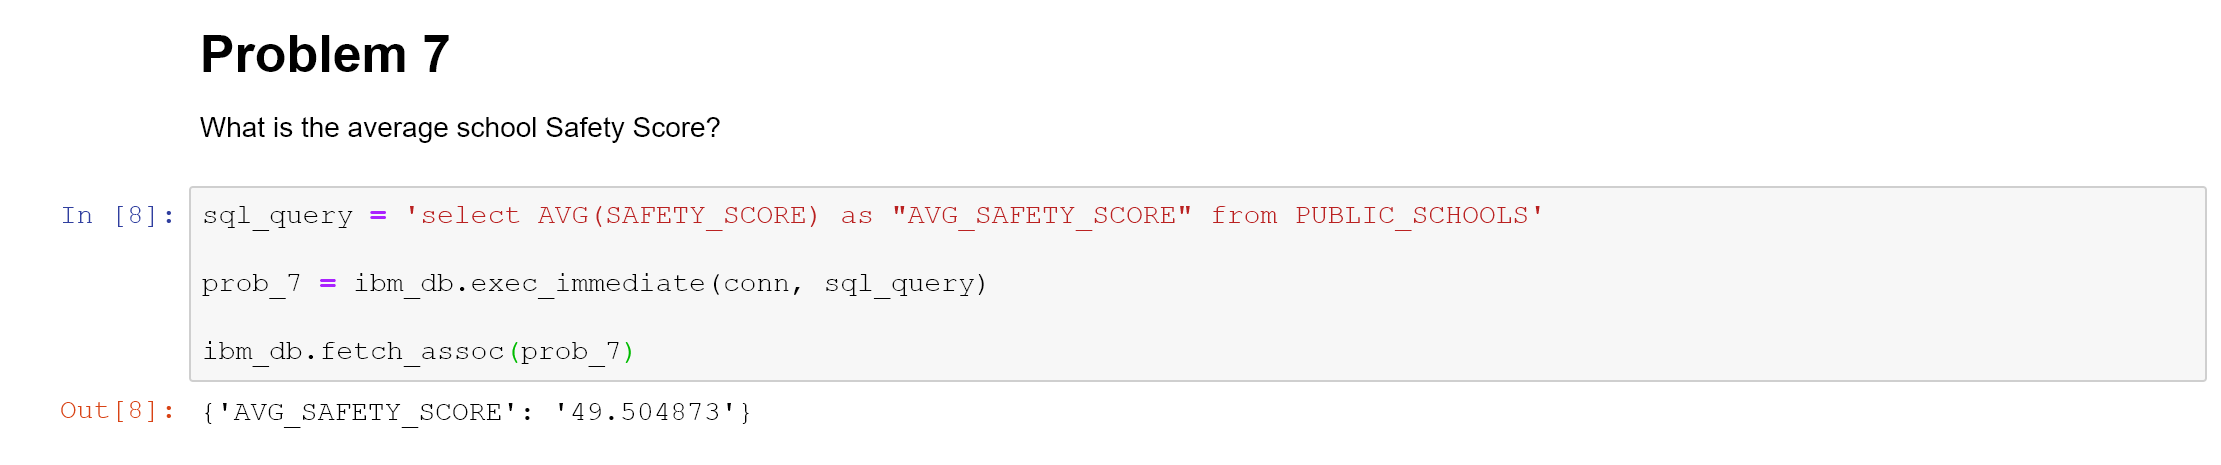 Problem 7
What is the average school Safety Score?
In [8]: sql_query = 'select AVG(SAFETY_SCORE) as "AVG_SAFETY_SCORE" from PUBLIC_SCHOOLS'
prob_7 = ibm_db.exec_immediate(conn, sql_query)
ibm_db.fetch_assoc(prob_7)
Out[8]: {'AVG_SAFETY_SCORE': '49.504873'}